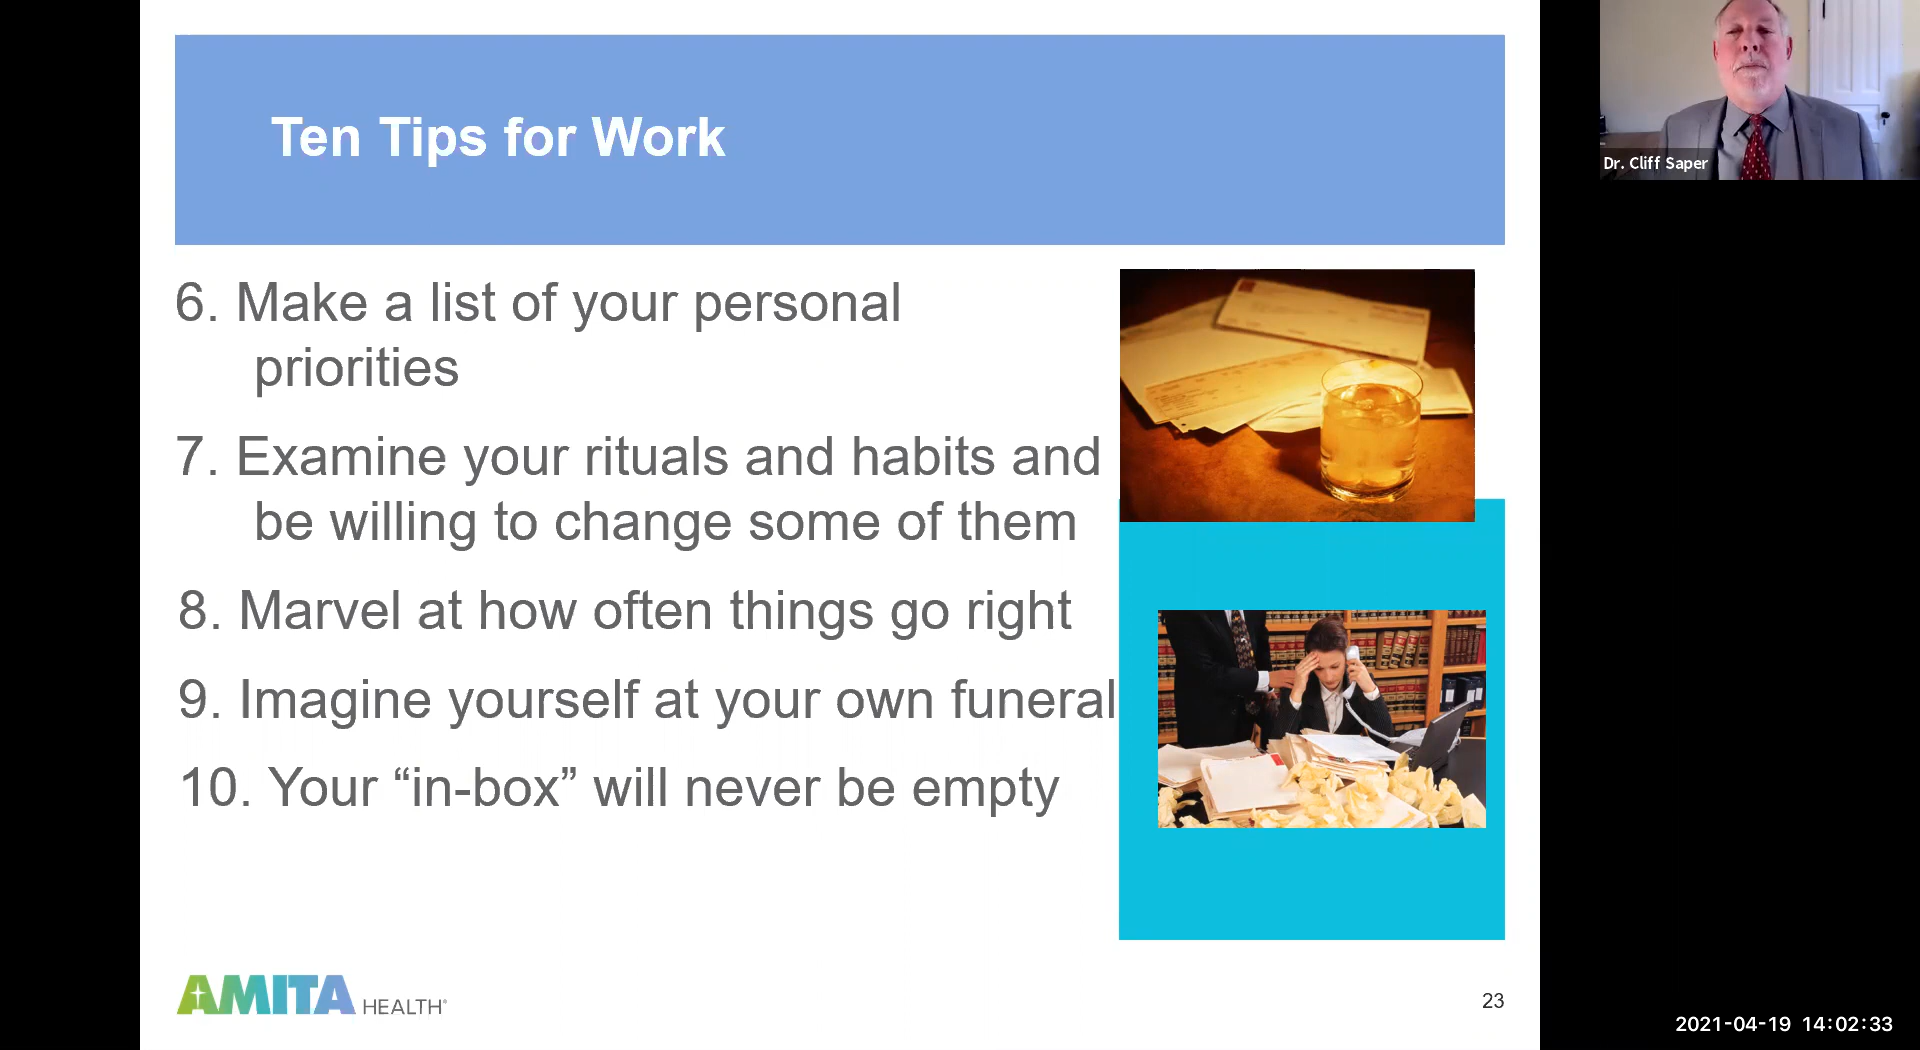 Ten Tips for Work
6. Make a list of your personal
priorities
7. Examine your rituals and habits and
be willing to change some of them
8. Marvel at how often things go right
9. Imagine yourself at your own funeral
10. Your “in-box” will never be empty
AMITA HEALTH®
23
Dr. Cliff Saper
2021-04-19 14:02:33